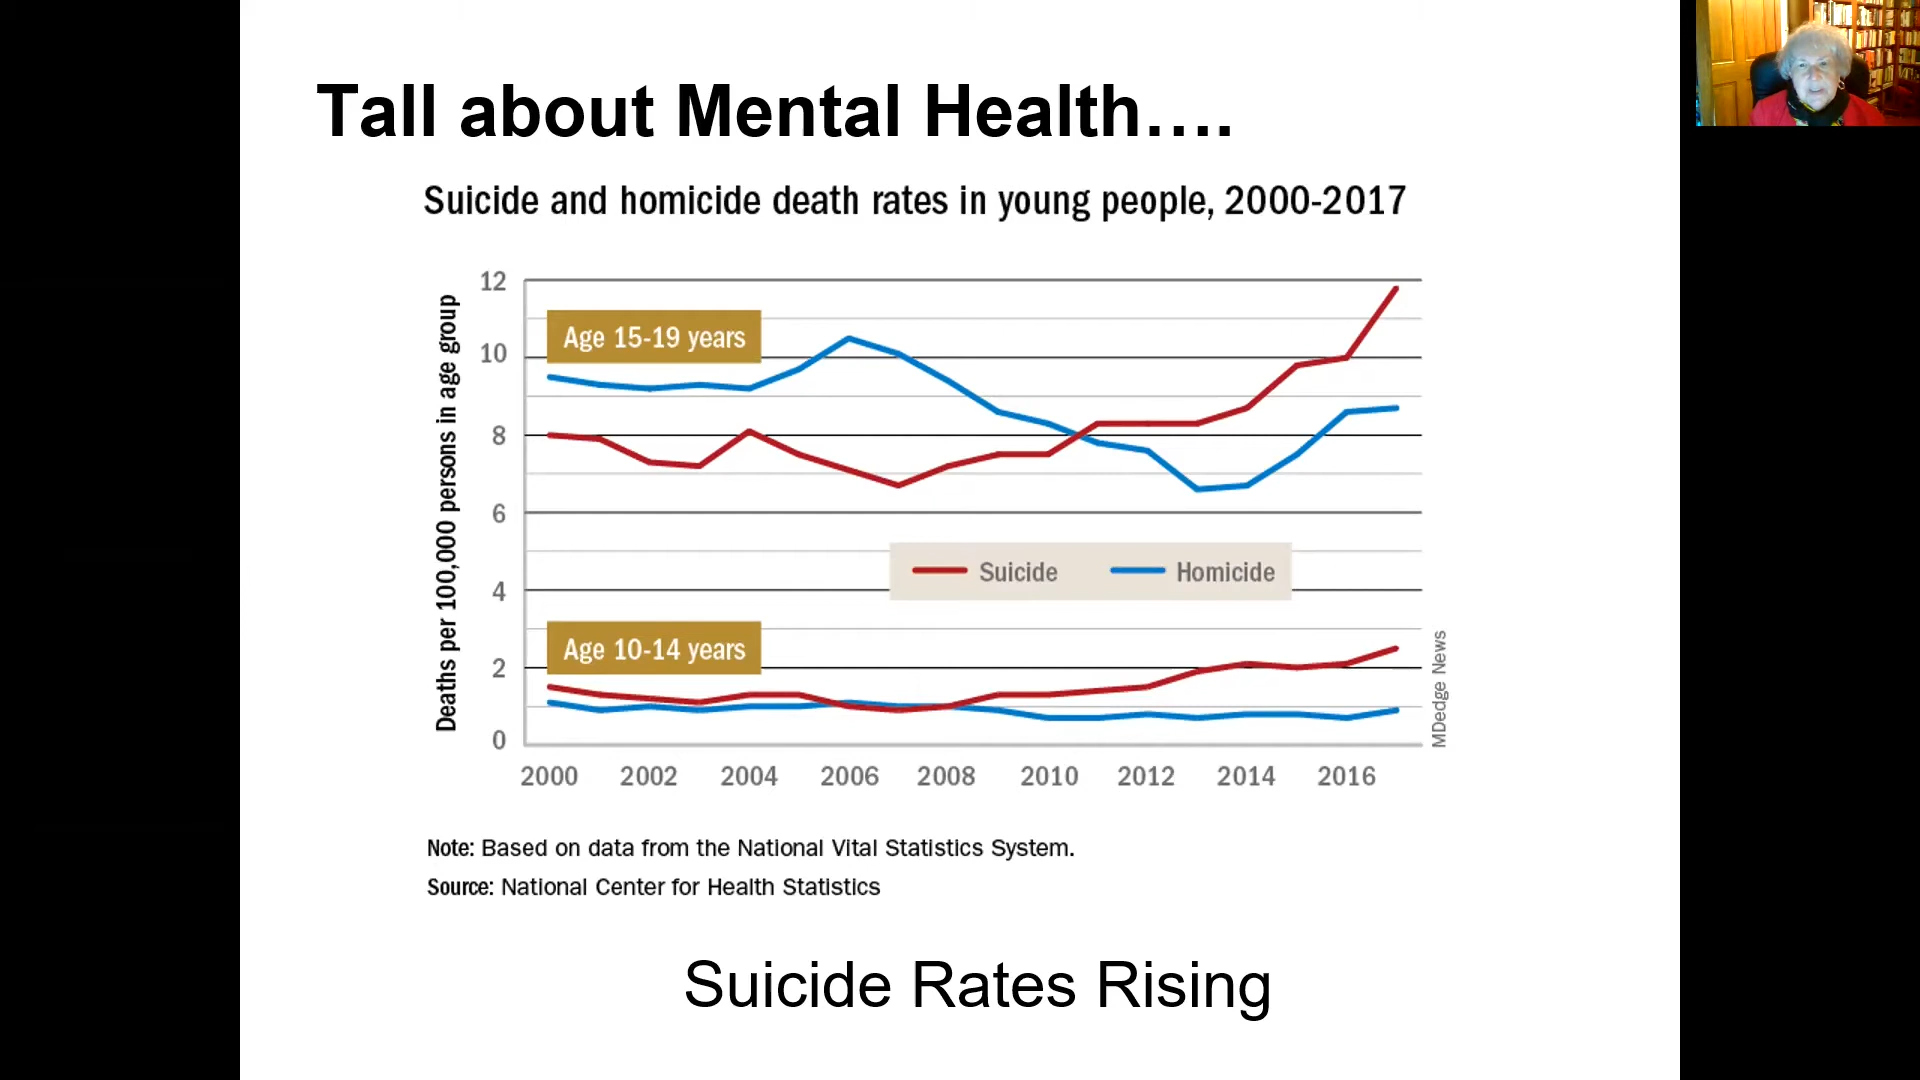 Tall about Mental Health….
Suicide and homicide death rates in young people, 2000-2017
Deaths per 100,000 persons in age group
12
10
8
6
4
2
0
Age 15-19 years
Suicide
Homicide
Age 10-14 years
2000 2002 2004 2006 2008 2010 2012 2014 2016
MDedge News
Note: Based on data from the National Vital Statistics System.
Source: National Center for Health Statistics
Suicide Rates Rising